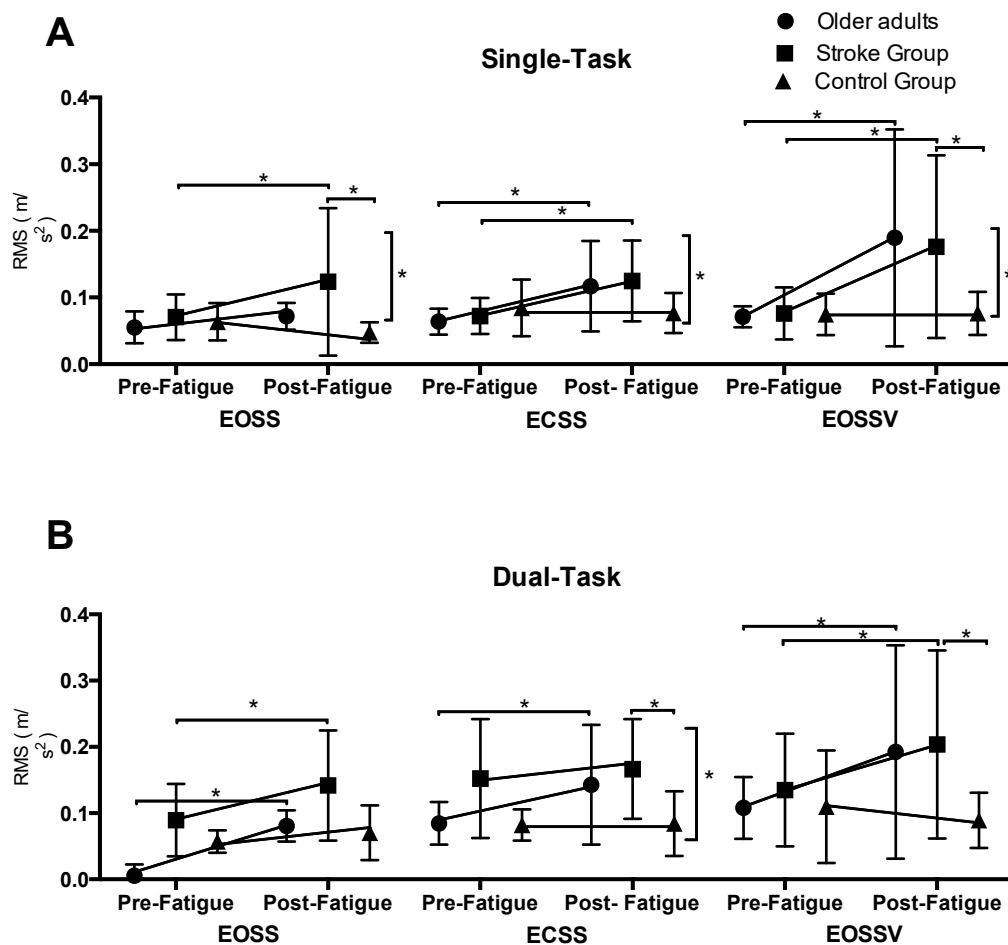 A
Older adults
Stroke Group
Control Group
Single-Task
0.4
0.3
0.2
0.1
0.0
RMS ( m/
s2)
*
*
*
*
*
*
*
*
*
*
Pre-Fatigue Post-Fatigue Pre-Fatigue Post- Fatigue Pre-Fatigue Post-Fatigue
EOSS ECSS EOSSV
B
Dual-Task
0.4
0.3
0.2
0.1
0.0
RMS ( m/
s2)
*
*
*
*
*
*
*
*
Pre-Fatigue Post-Fatigue Pre-Fatigue Post- Fatigue Pre-Fatigue Post-Fatigue
EOSS ECSS EOSSV